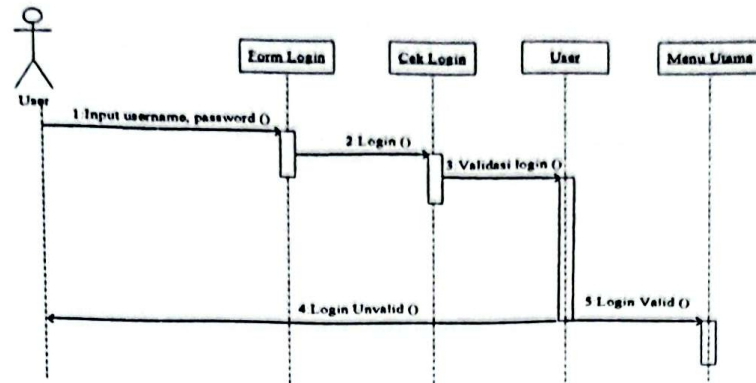 Form Login
Cek Login
User
Menu Utama
User
1 Input username, password ()
2 Login ()
3 Validasi login ()
4 Login Unvalid ()
5 Login Valid ()